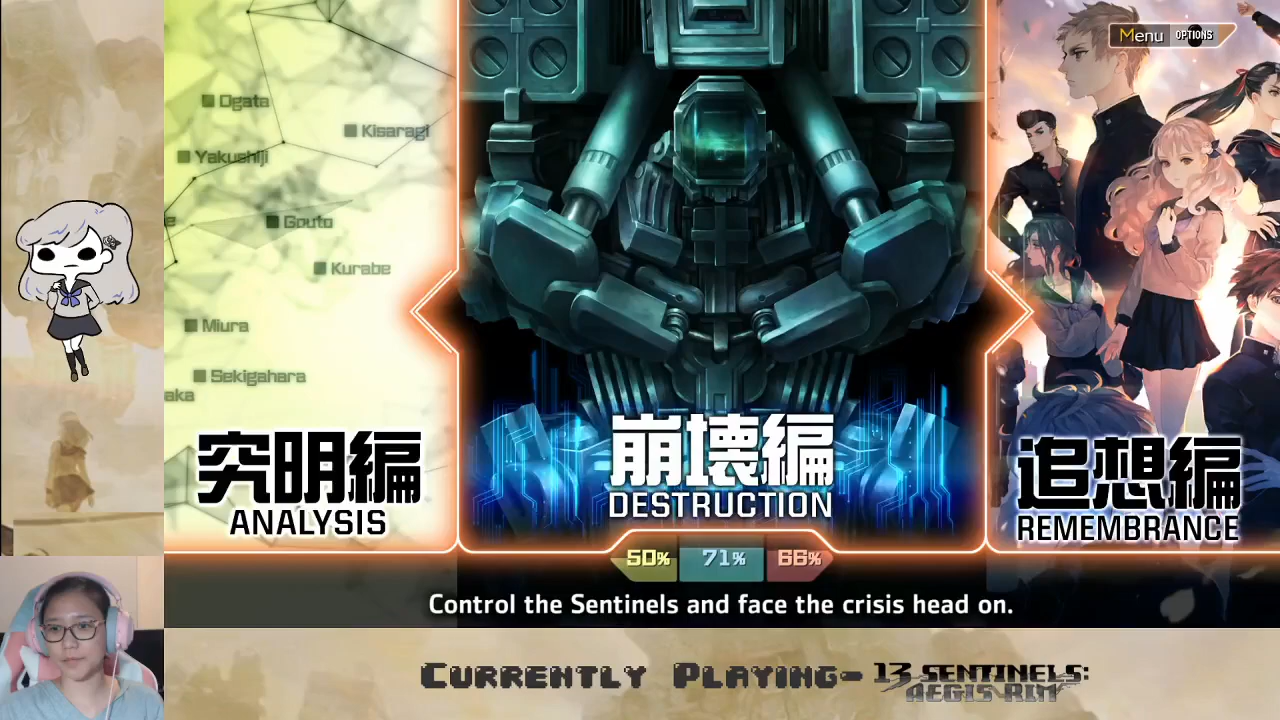 Menu OPTIONS
Ogata
Kisaragi
Yakushiji
Gouto
Kurabe
Miura
Sekigahara
aka
究明編
ANALYSIS
崩壊編
DESTRUCTION
追想編
REMEMBRANCE
50% 71% 66%
Control the Sentinels and face the crisis head on.
Currently Playing- 13 SENTINELS:
AEGIS RIM